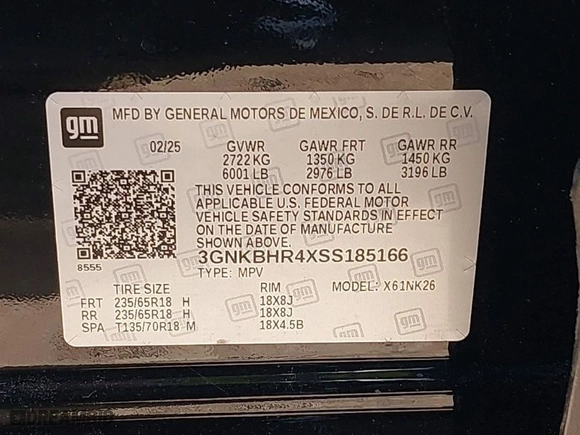 gm MFD BY GENERAL MOTORS DE MEXICO, S. DE R.L. DE C.V.
02/25 GVWR GAWR FRT GAWR RR
2722 KG 1350 KG 1450 KG
6001 LB 2976 LB 3196 LB
THIS VEHICLE CONFORMS TO ALL
APPLICABLE U.S. FEDERAL MOTOR
VEHICLE SAFETY STANDARDS IN EFFECT
ON THE DATE OF MANUFACTURE
SHOWN ABOVE.
8555 3GNKBHR4XSS185166
TYPE: MPV MODEL: X61NK26
TIRE SIZE RIM
FRT 235/65R18 H 18X8J
RR 235/65R18 H 18X8J
SPA T135/70R18 M 18X4.5B